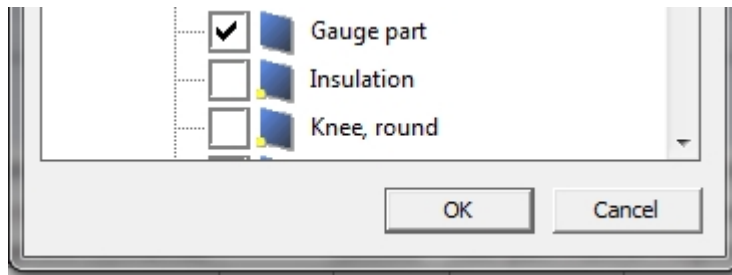 Gauge part
Insulation
Knee, round
OK
Cancel